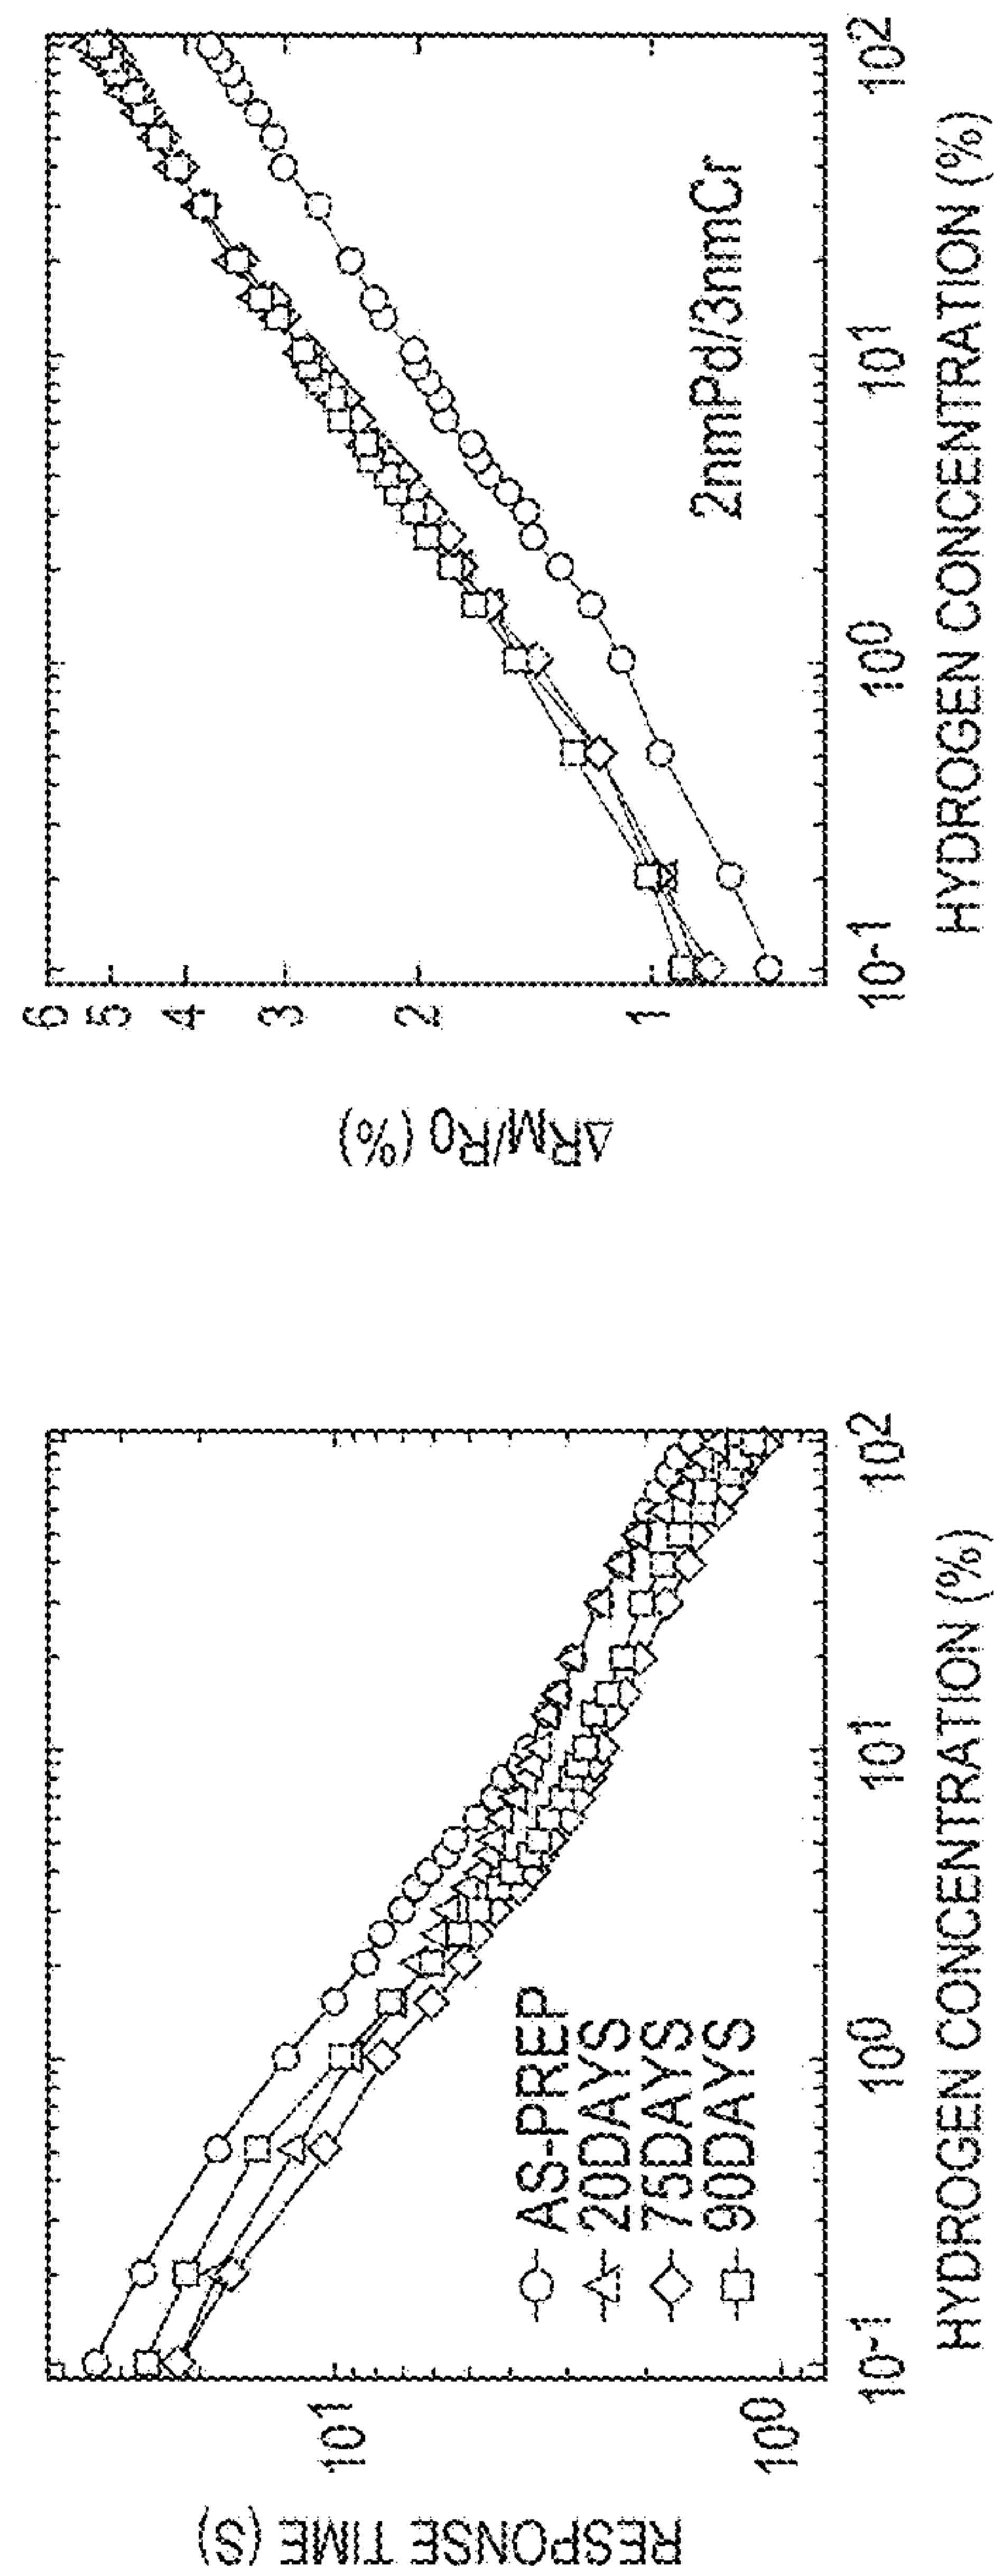 RESPONSE TIME (S)
10¹
10⁰
AS-PREP
20DAYS
75DAYS
90DAYS
10⁻¹ 10⁰ 10¹ 10²
HYDROGEN CONCENTRATION (%)
ΔRM/R0 (%)
6
5
4
3
2
1
2nmPd/3nmCr
10⁻¹ 10⁰ 10¹ 10²
HYDROGEN CONCENTRATION (%)